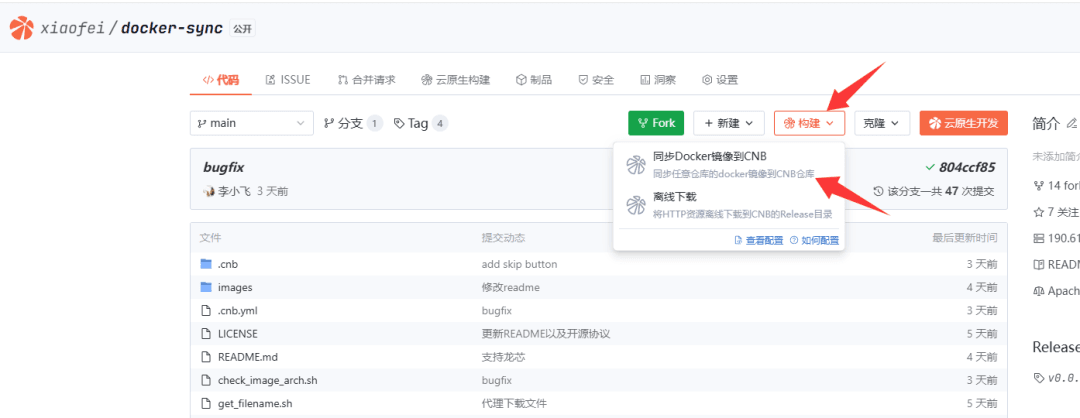 xiaofei / docker-sync 公开
代码 ISSUE 合并请求 云原生构建 制品 安全 洞察 设置
main 分支 1 Tag 4 Fork + 新建 构建 克隆 云原生开发 简介
同步Docker镜像到CNB
同步任意仓库的docker镜像到CNB仓库
离线下载
将HTTP资源离线下载到CNB的Release目录
查看配置 如何配置
bugfix 804ccf85
李小飞 3 天前 该分支一共 47 次提交
文件 提交动态 最后更新时间
.cnb add skip button 3 天前
images 修改readme 4 天前
.cnb.yml bugfix 3 天前
LICENSE 更新README以及开源协议 5 天前
README.md 支持龙芯 4 天前
check_image_arch.sh bugfix 3 天前
get_filename.sh 代理下载文件 5 天前
未添加简介
14 for
7 关注
190.61
READM
Apach
Release
v0.0.